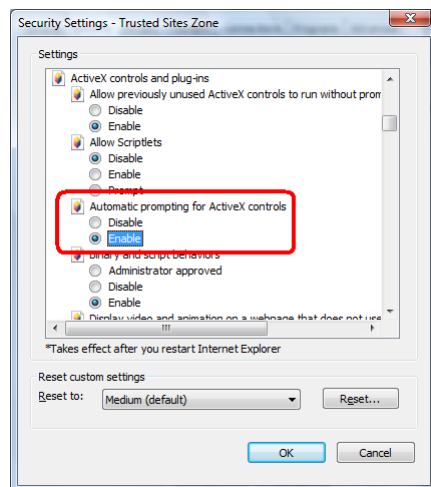 Security Settings - Trusted Sites Zone
Settings
ActiveX controls and plug-ins
Allow previously unused ActiveX controls to run without prom
Disable
Enable
Allow Scriptlets
Disable
Enable
Prompt
Automatic prompting for ActiveX controls
Disable
Enable
Binary and script behaviors
Administrator approved
Disable
Enable
Display video and animation on a webpage that does not use
*Takes effect after you restart Internet Explorer
Reset custom settings
Reset to:
Medium (default)
Reset...
OK
Cancel